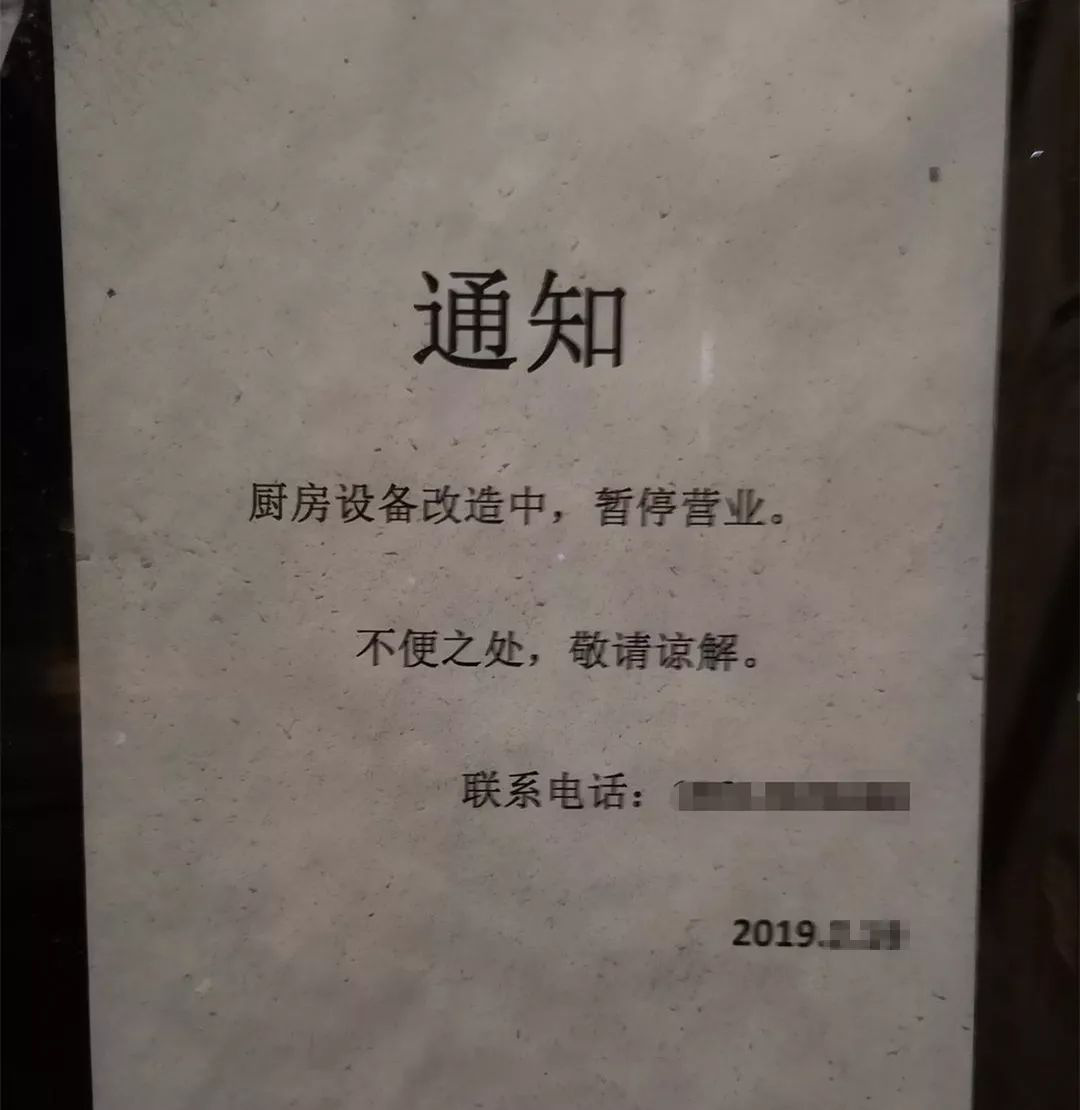 通知
厨房设备改造中，暂停营业。
不便之处，敬请谅解。
联系电话：
2019.